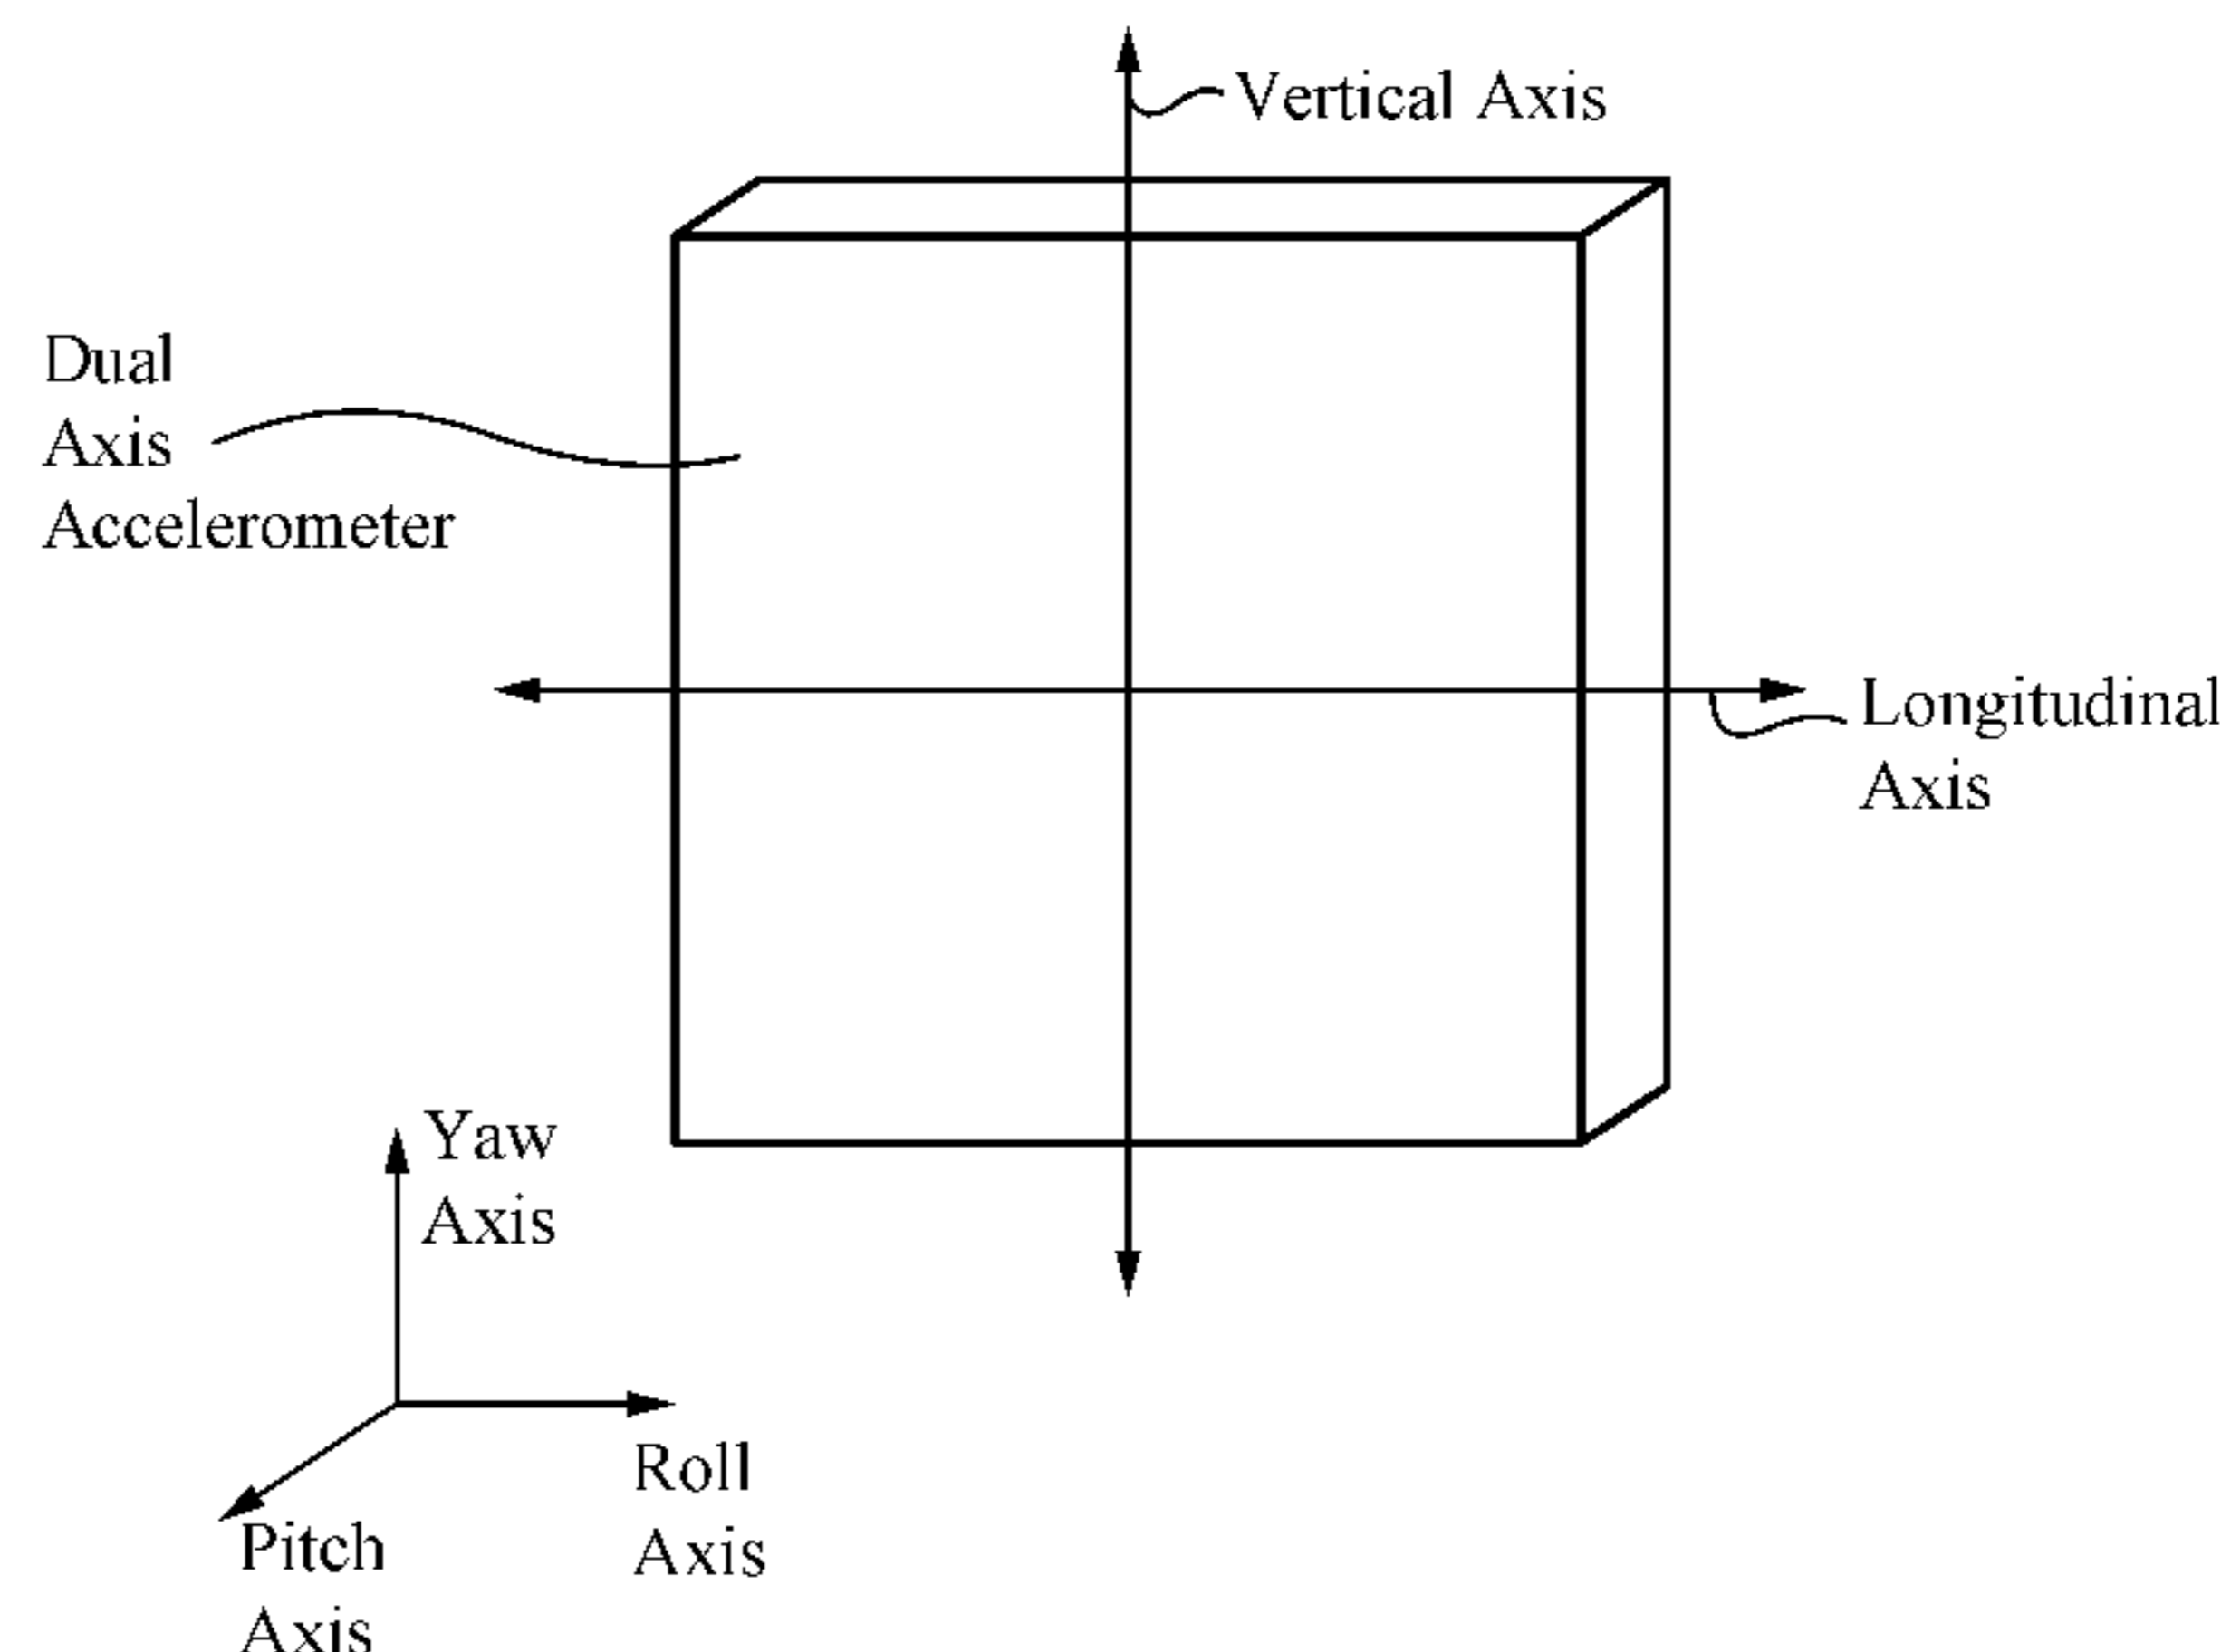 Vertical Axis
Dual
Axis
Accelerometer
Longitudinal
Axis
Yaw
Axis
Roll
Axis
Pitch
Axis